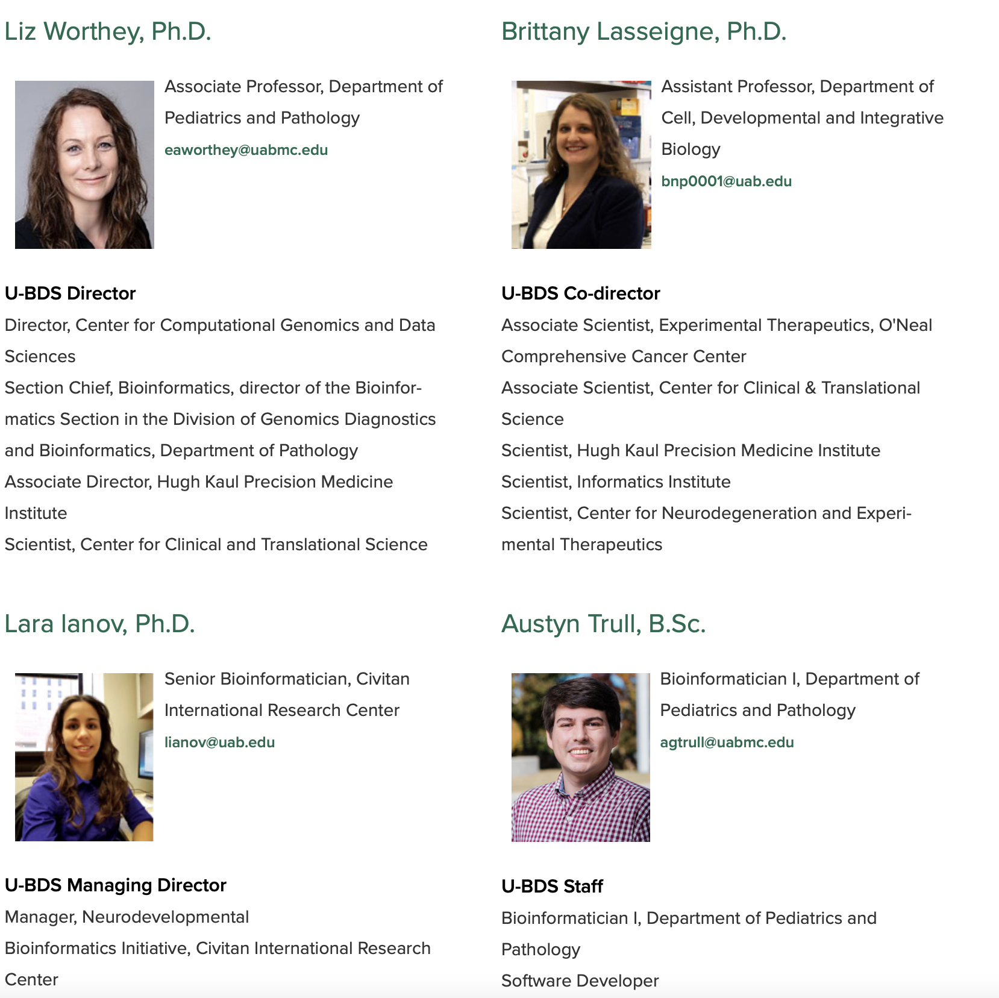 Liz Worthey, Ph.D.
Associate Professor, Department of
Pediatrics and Pathology
eaworthey@uabmc.edu
U-BDS Director
Director, Center for Computational Genomics and Data
Sciences
Section Chief, Bioinformatics, director of the Bioinfor-
matics Section in the Division of Genomics Diagnostics
and Bioinformatics, Department of Pathology
Associate Director, Hugh Kaul Precision Medicine
Institute
Scientist, Center for Clinical and Translational Science
Brittany Lasseigne, Ph.D.
Assistant Professor, Department of
Cell, Developmental and Integrative
Biology
bnp0001@uab.edu
U-BDS Co-director
Associate Scientist, Experimental Therapeutics, O'Neal
Comprehensive Cancer Center
Associate Scientist, Center for Clinical & Translational
Science
Scientist, Hugh Kaul Precision Medicine Institute
Scientist, Informatics Institute
Scientist, Center for Neurodegeneration and Experi-
mental Therapeutics
Lara Ianov, Ph.D.
Senior Bioinformatician, Civitan
International Research Center
lianov@uab.edu
U-BDS Managing Director
Manager, Neurodevelopmental
Bioinformatics Initiative, Civitan International Research
Center
Austyn Trull, B.Sc.
Bioinformatician I, Department of
Pediatrics and Pathology
agtrull@uabmc.edu
U-BDS Staff
Bioinformatician I, Department of Pediatrics and
Pathology
Software Developer